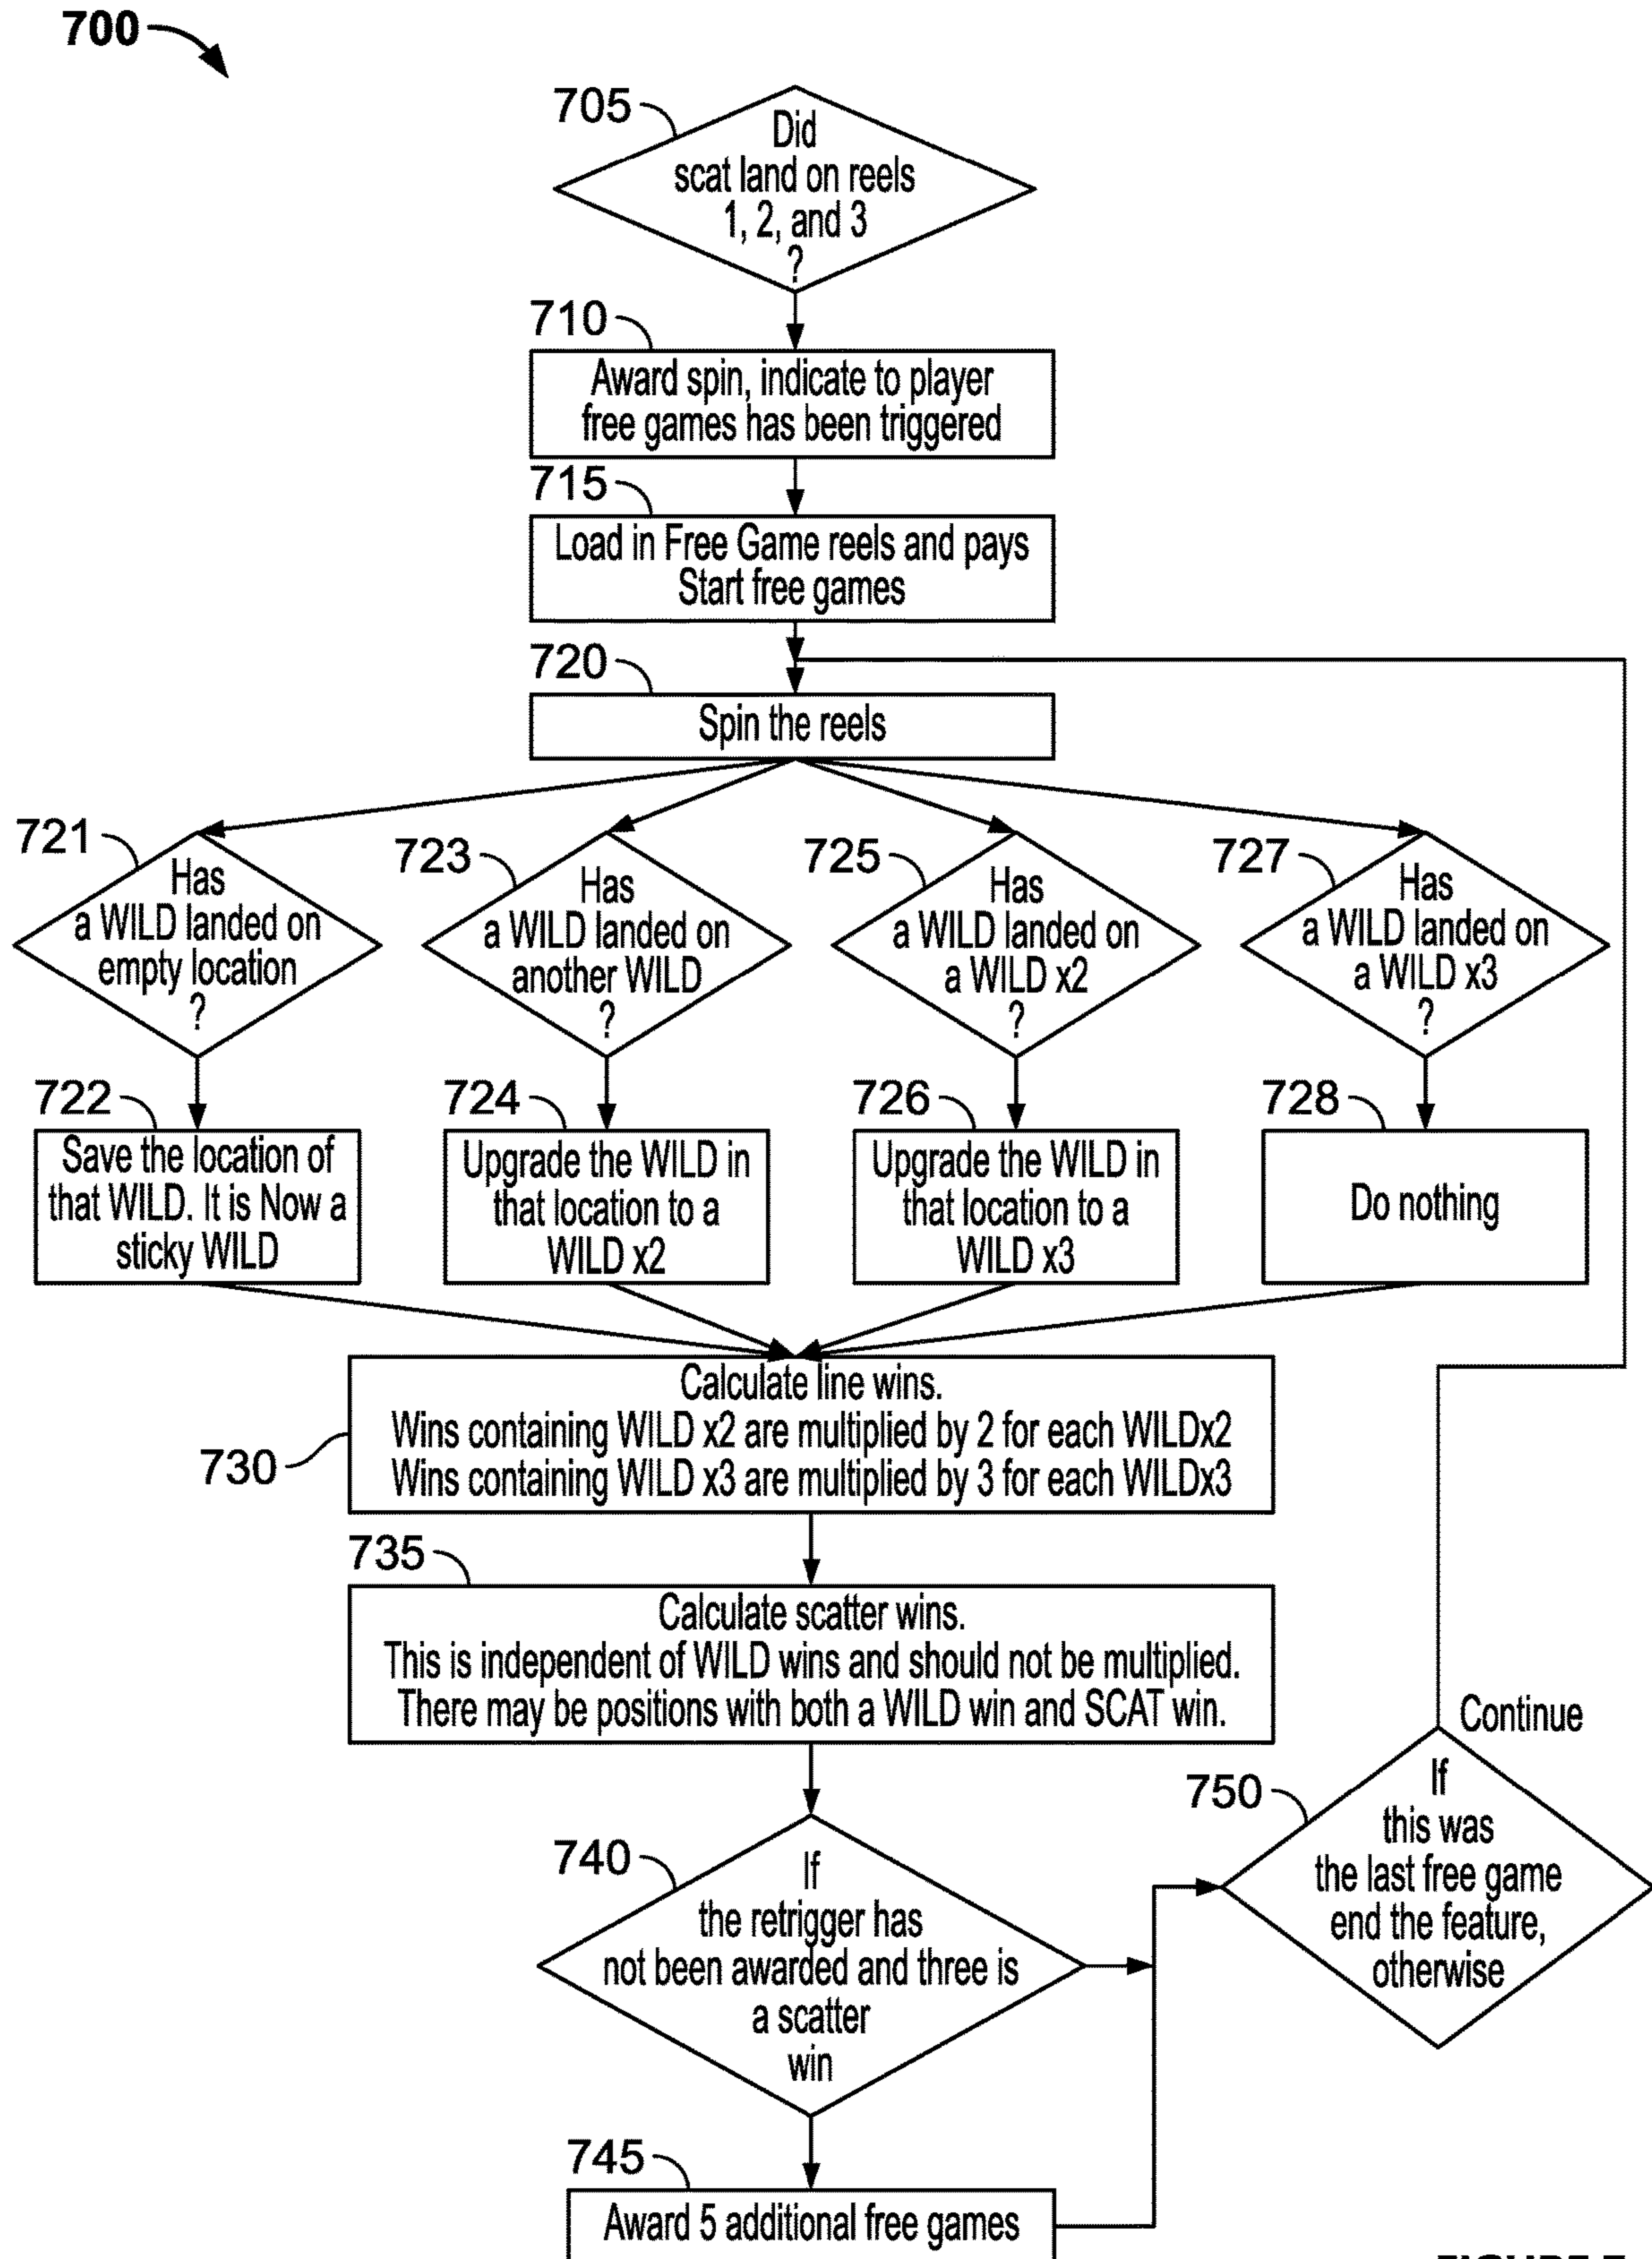 700
705
Did
scat land on reels
1, 2, and 3
?
710
Award spin, indicate to player
free games has been triggered
715
Load in Free Game reels and pays
Start free games
720
Spin the reels
721
Has
a WILD landed on
empty location
?
723
Has
a WILD landed on
another WILD
?
725
Has
a WILD landed on
a WILD x2
?
727
Has
a WILD landed on
a WILD x3
?
722
Save the location of
that WILD. It is Now a
sticky WILD
724
Upgrade the WILD in
that location to a
WILD x2
726
Upgrade the WILD in
that location to a
WILD x3
728
Do nothing
730
Calculate line wins.
Wins containing WILD x2 are multiplied by 2 for each WILDx2
Wins containing WILD x3 are multiplied by 3 for each WILDx3
735
Calculate scatter wins.
This is independent of WILD wins and should not be multiplied.
There may be positions with both a WILD win and SCAT win.
740
If
the retrigger has
not been awarded and three is
a scatter
win
745
Award 5 additional free games
750
If
this was
the last free game
end the feature,
otherwise
Continue